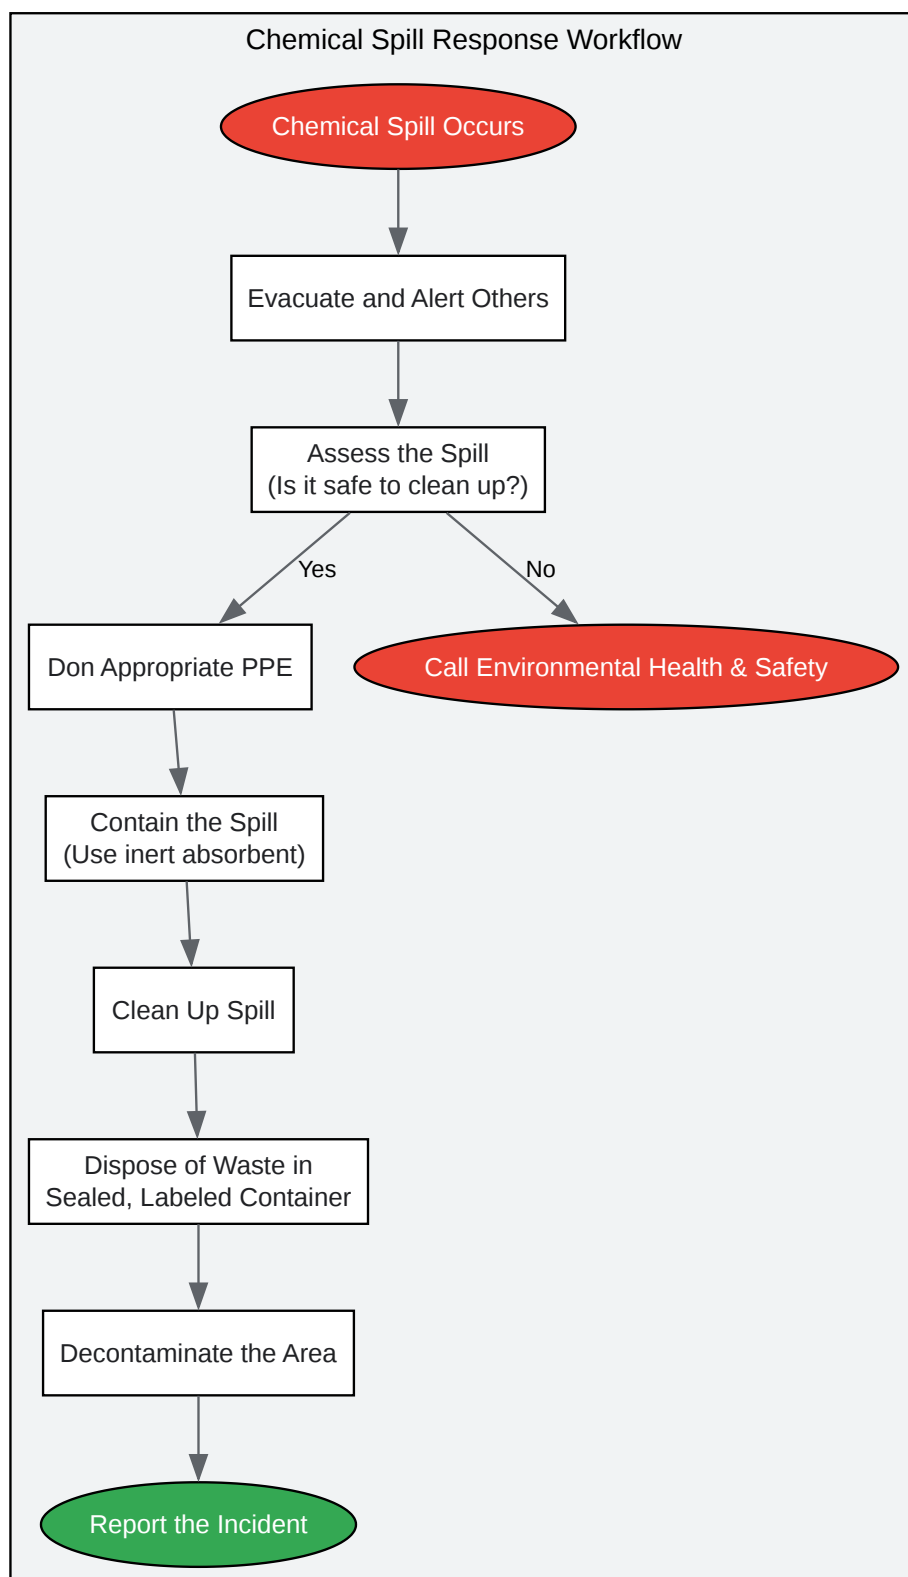 Chemical Spill Response Workflow
Chemical Spill Occurs
Evacuate and Alert Others
Assess the Spill
(Is it safe to clean up?)
Yes
No
Don Appropriate PPE
Call Environmental Health & Safety
Contain the Spill
(Use inert absorbent)
Clean Up Spill
Dispose of Waste in
Sealed, Labeled Container
Decontaminate the Area
Report the Incident